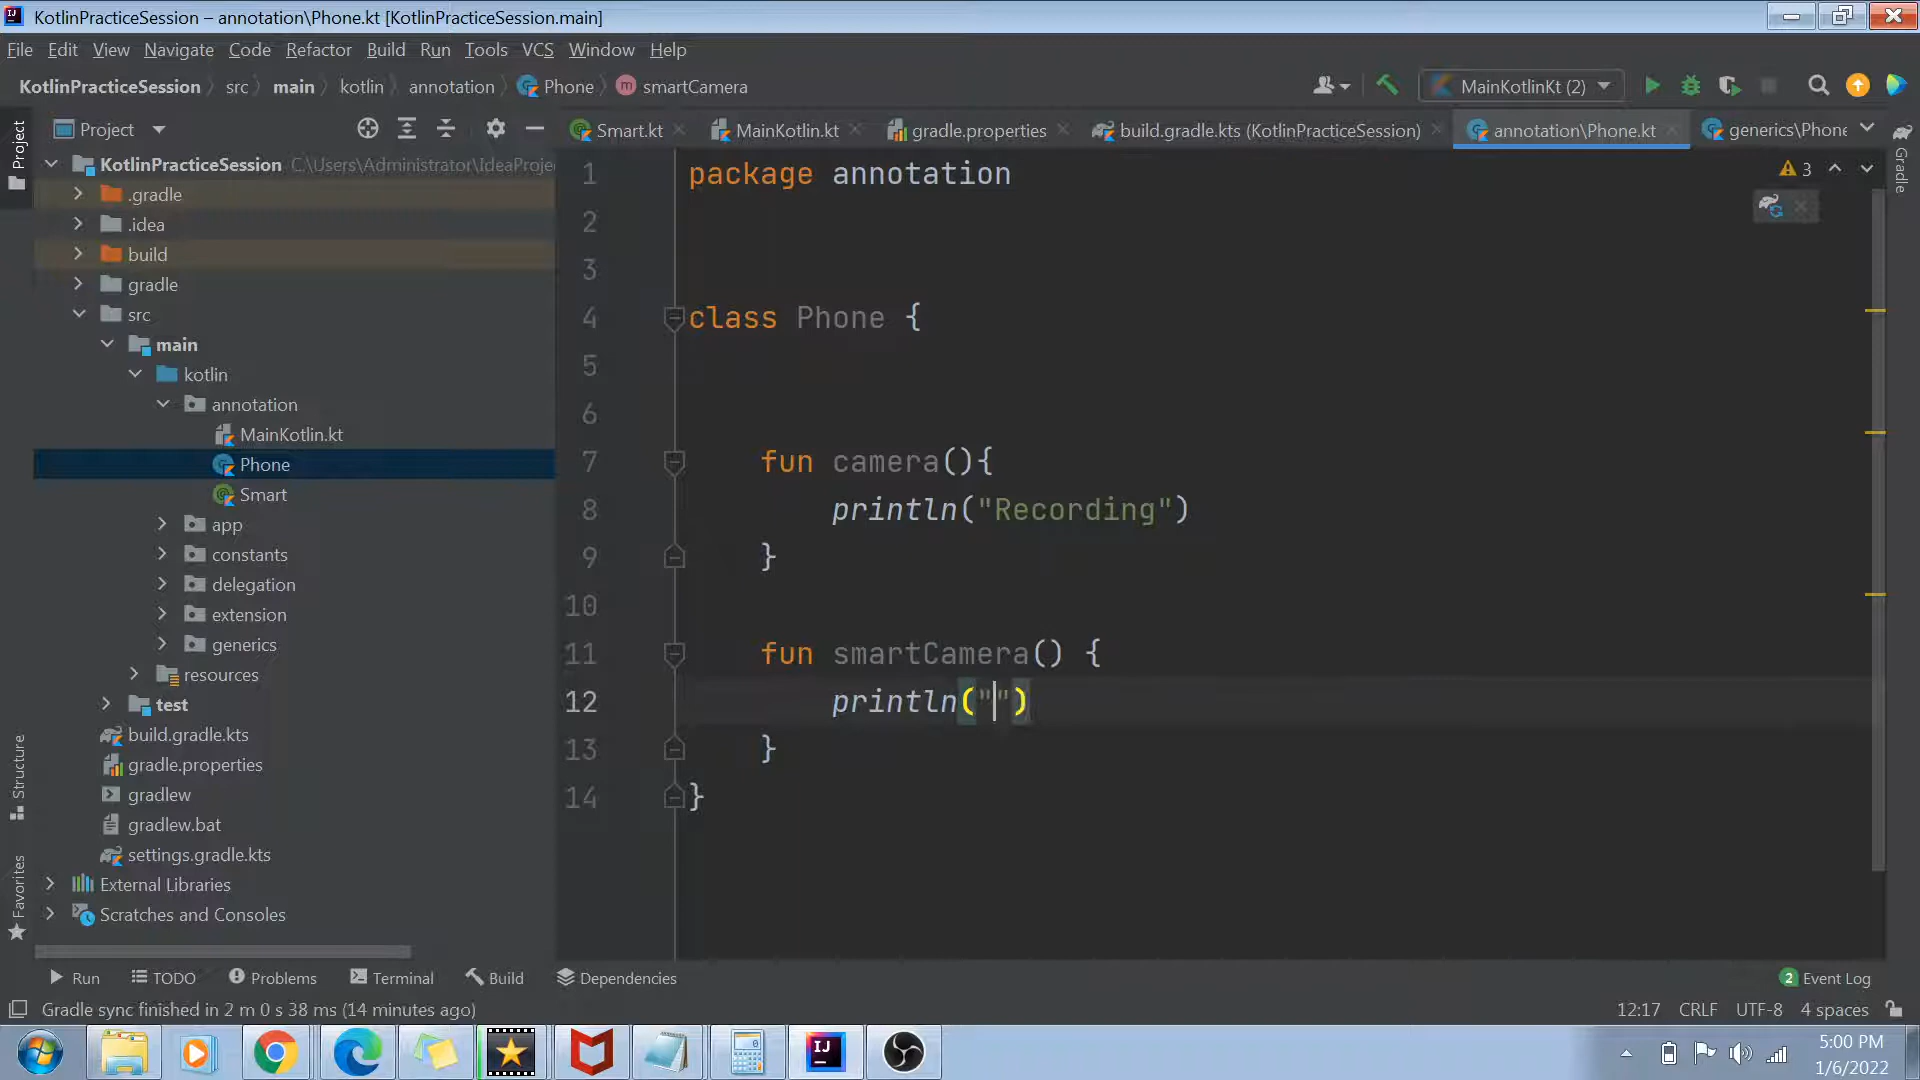 KotlinPracticeSession – annotation\Phone.kt [KotlinPracticeSession.main]
File Edit View Navigate Code Refactor Build Run Tools VCS Window Help
KotlinPracticeSession src main kotlin annotation Phone smartCamera MainKotlinKt (2)
Project
Smart.kt MainKotlin.kt gradle.properties build.gradle.kts (KotlinPracticeSession) annotation\Phone.kt generics\Phone
Project
Structure
Favorites
Gradle
KotlinPracticeSession C:\Users\Administrator\IdeaProje
.gradle
.idea
build
gradle
src
main
kotlin
annotation
MainKotlin.kt
Phone
Smart
app
constants
delegation
extension
generics
resources
test
build.gradle.kts
gradle.properties
gradlew
gradlew.bat
settings.gradle.kts
External Libraries
Scratches and Consoles
3
1 package annotation
2
3
4 class Phone {
5
6
7 fun camera(){
8 println("Recording")
9 }
10
11 fun smartCamera() {
12 println("")
13 }
14 }
Run TODO Problems Terminal Build Dependencies 2 Event Log
Gradle sync finished in 2 m 0 s 38 ms (14 minutes ago) 12:17 CRLF UTF-8 4 spaces
5:00 PM
1/6/2022